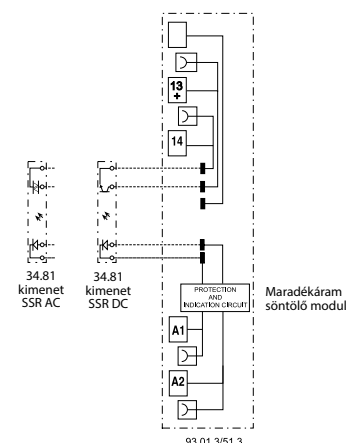 13
+
14
34.81
kimenet
SSR AC
34.81
kimenet
SSR DC
PROTECTION
AND
INDICATION CIRCUIT
Maradékáram
söntölő modul
A1
A2
93.01.3/51.3